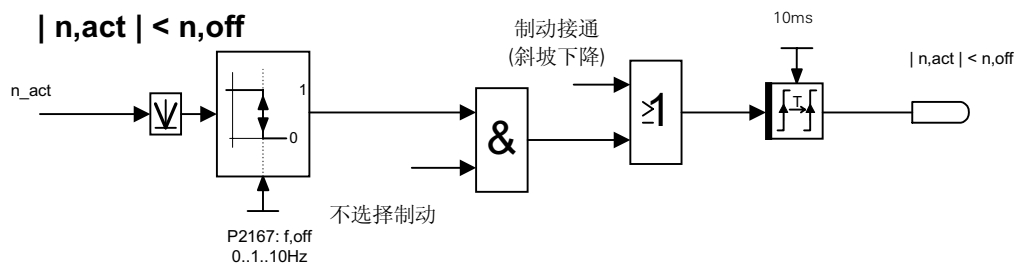 | n,act | < n,off
10ms
制动接通
(斜坡下降)
| n,act | < n,off
n_act
1
0
&
≥1
T
不选择制动
P2167: f,off
0..1..10Hz